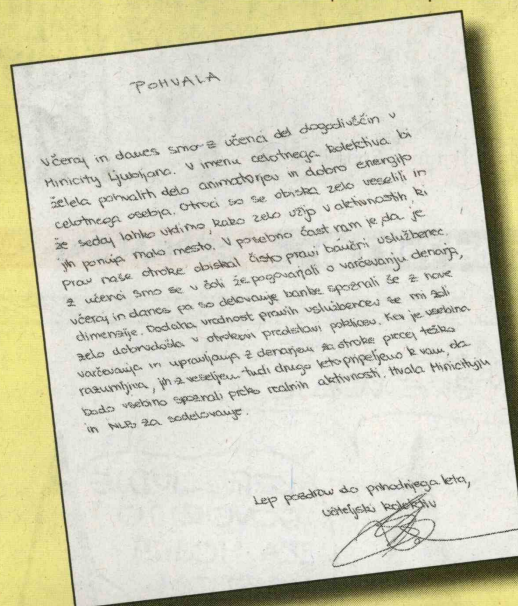 POHVALA
Včeraj in danes smo z učenci del dogodivščin v
Minicity Ljubljana. V imenu celotnega kolektiva bi
želela pohvaliti delo animatorjev in dobro energijo
celotnega osebja. Otroci so se obiska zelo veselili in
že sedaj lahko vidimo, kako zelo užijo v aktivnostih ki
jih ponuja malo mesto. V posebno čast nam je, da je
prav naše otroke obiskal čisto pravi bančni uslužbenec.
Z učenci smo se v šoli že pogovarjali o varčevanju denarja,
včeraj in danes pa so delovanje banke spoznali še z nove
dimenzije. Dodana vrednost pravih uslužbencev se mi zdi
zelo dobrodošla v otrokovi predstavi poklicev. Ker je vsebina
varčevanja in upravljanja z denarjem za otroke precej težko
razumljiva, jih z veseljem tudi drugo leto pripeljemo k vam, da
bodo vsebino spoznali preko realnih aktivnosti. Hvala Minicityju
in NLB za sodelovanje.
Lep pozdrav do prihodnjega leta,
učiteljski kolektiv